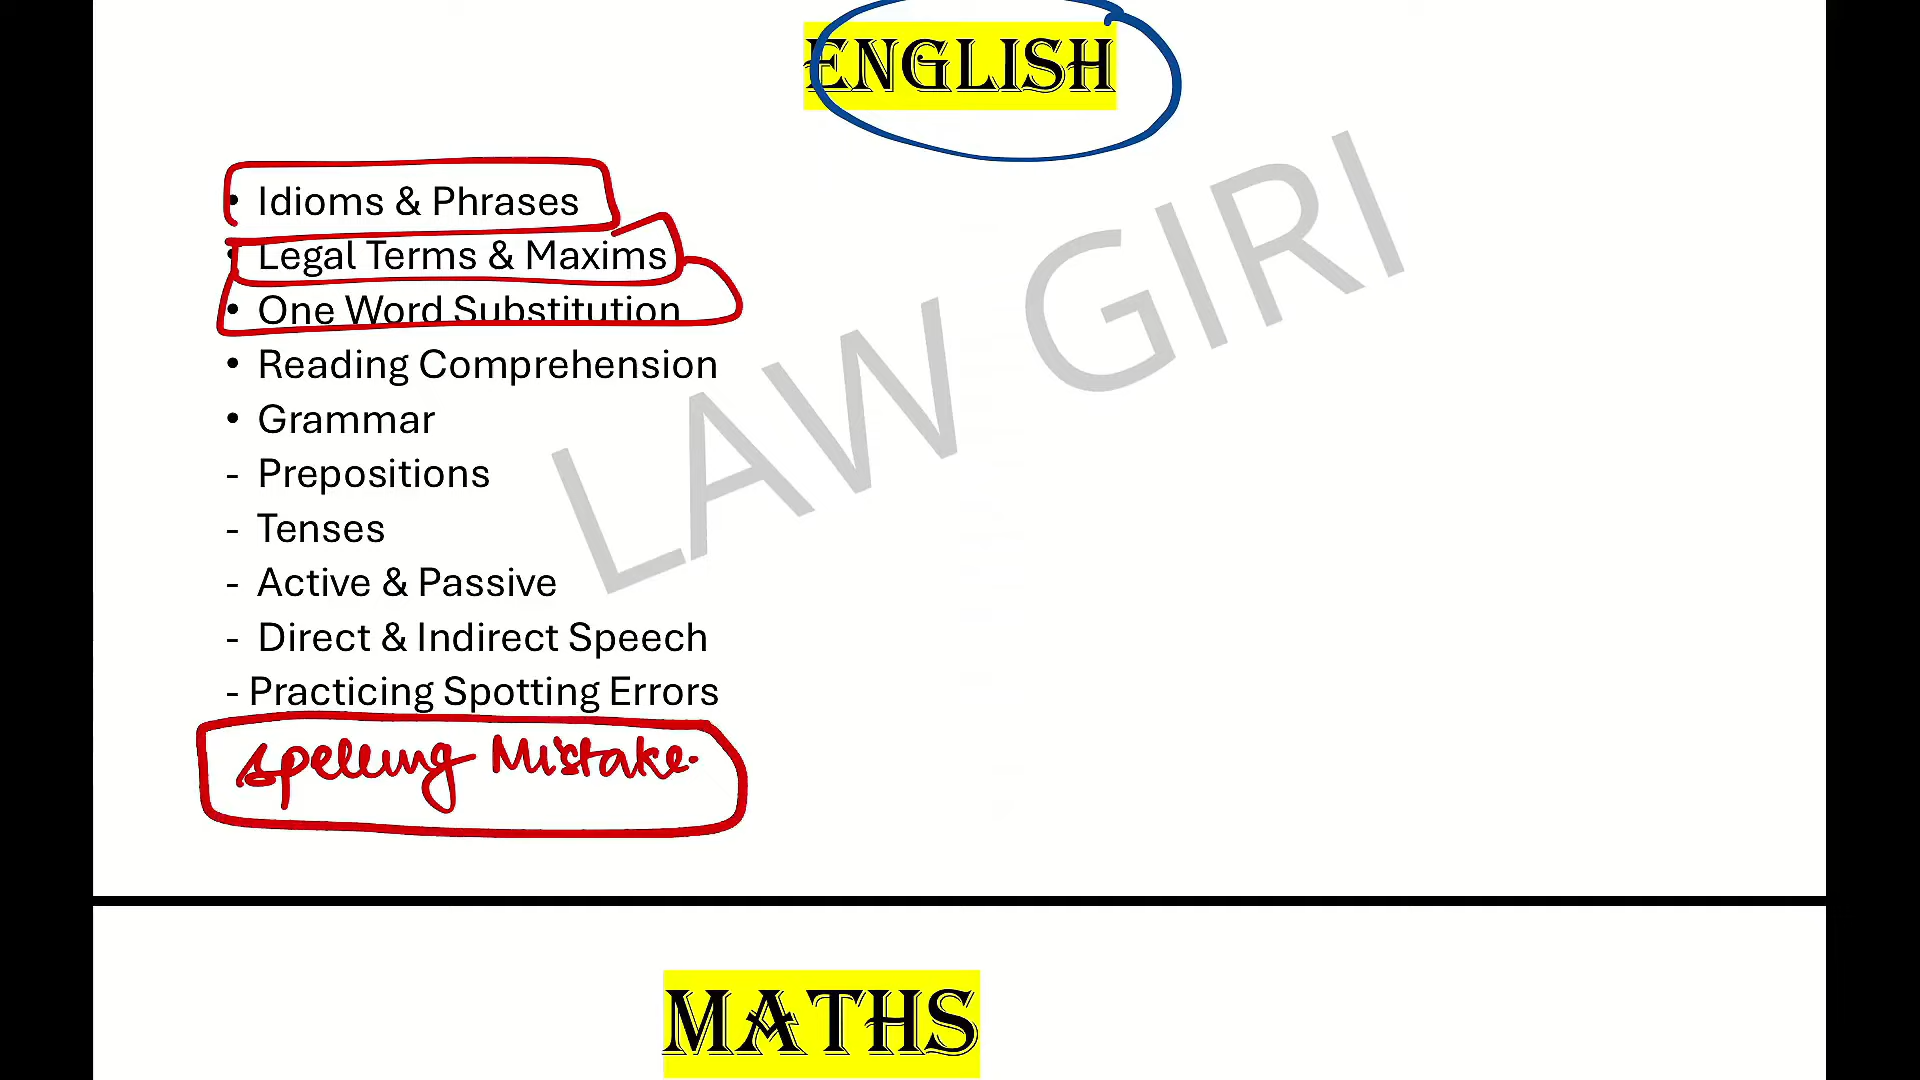 ENGLISH
• Idioms & Phrases
• Legal Terms & Maxims
• One Word Substitution
• Reading Comprehension
• Grammar
- Prepositions
- Tenses
- Active & Passive
- Direct & Indirect Speech
- Practicing Spotting Errors
Spelling Mistake.
LAW GIRI
MATHS